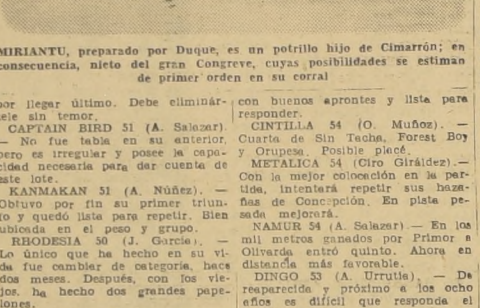 MIRIANTU, preparado por Duque, es un potrillo hijo de Cimarrón; en
consecuencia, nieto del gran Congreve, cuyas posibilidades se estiman
de primer orden en su corral
por llegar último. Debe eliminár-
sele sin temor.
CAPTAIN BIRD 51 (A. Salazar).
— No fue tabla en su anterior,
pero es irregular y posee la capa-
cidad necesaria para dar cuenta de
este lote.
KANMAKAN 51 (A. Núñez). —
Obtuvo por fin su primer triun-
fo y quedó lista para repetir. Bien
ubicada en el peso y grupo.
RHODESIA 50 (J. García). —
Lo único que ha hecho en su vi-
da fue cambiar de categoría, hace
dos meses. Después, con los vie-
jos, ha hecho dos grandes pape-
lones.
con buenos aprontes y lista para
responder.
CINTILLA 54 (O. Muñoz). —
Cuarta de Sin Tacha, Forest Boy
y Orupesa. Posible placé.
METALICA 54 (Ciro Giráldez).—
Con la mejor colocación en la par-
tida, intentará repetir sus haza-
ñas de Concepción. En pista pe-
sada mejorará.
NAMUR 54 (A. Salazar).— En los
mil metros ganados por Primor a
Olivarda entró quinto. Ahora en
distancia más favorable.
DINGO 53 (A. Urrutia). — De
reaparecida y próximo a los ocho
años es difícil que responda el